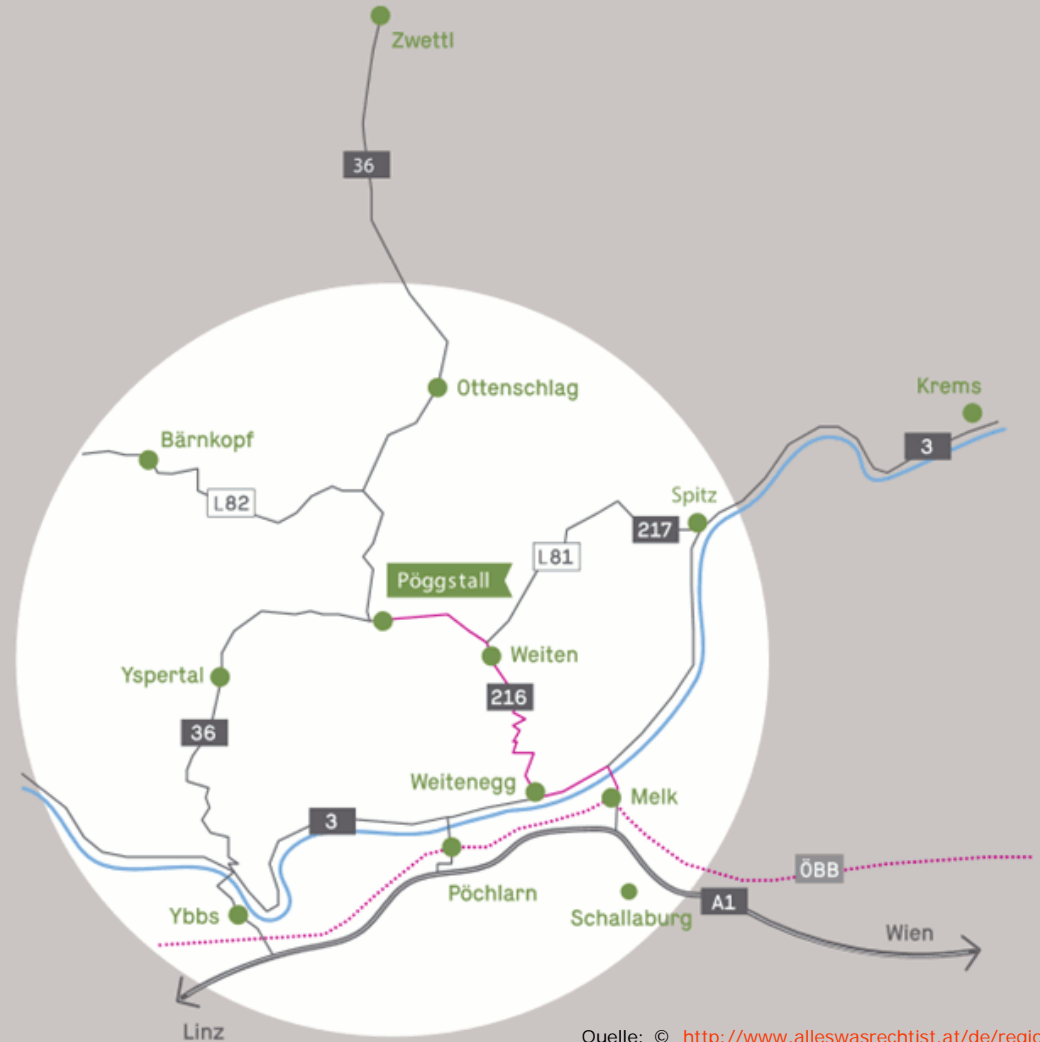 Zwettl
36
Ottenschlag
Krems
Bärnkopf
3
L82
Spitz
217
L81
Pöggstall
Weiten
Yspertal
216
36
Weitenegg
Melk
3
ÖBB
Pöchlarn
A1
Schallaburg
Ybbs
Wien
Linz
Quelle: © http://www.alleswasrechtist.at/de/regio